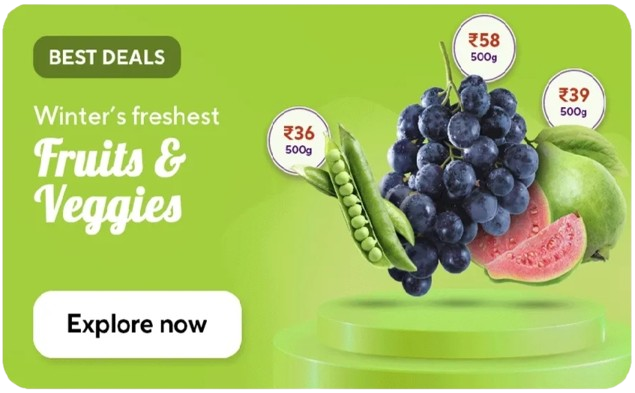 BEST DEALS
Winter's freshest
Fruits &
Veggies
Explore now
₹36
500g
₹58
500g
₹39
500g